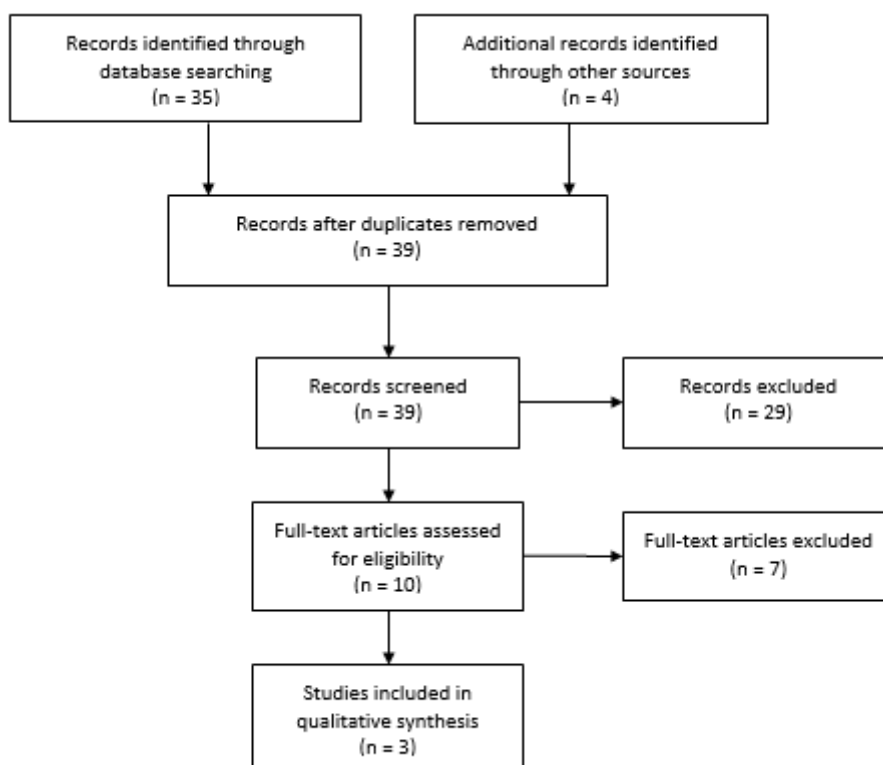 Records identified through
database searching
(n = 35)
Additional records identified
through other sources
(n = 4)
Records after duplicates removed
(n = 39)
Records screened
(n = 39)
Records excluded
(n = 29)
Full-text articles assessed
for eligibility
(n = 10)
Full-text articles excluded
(n = 7)
Studies included in
qualitative synthesis
(n = 3)